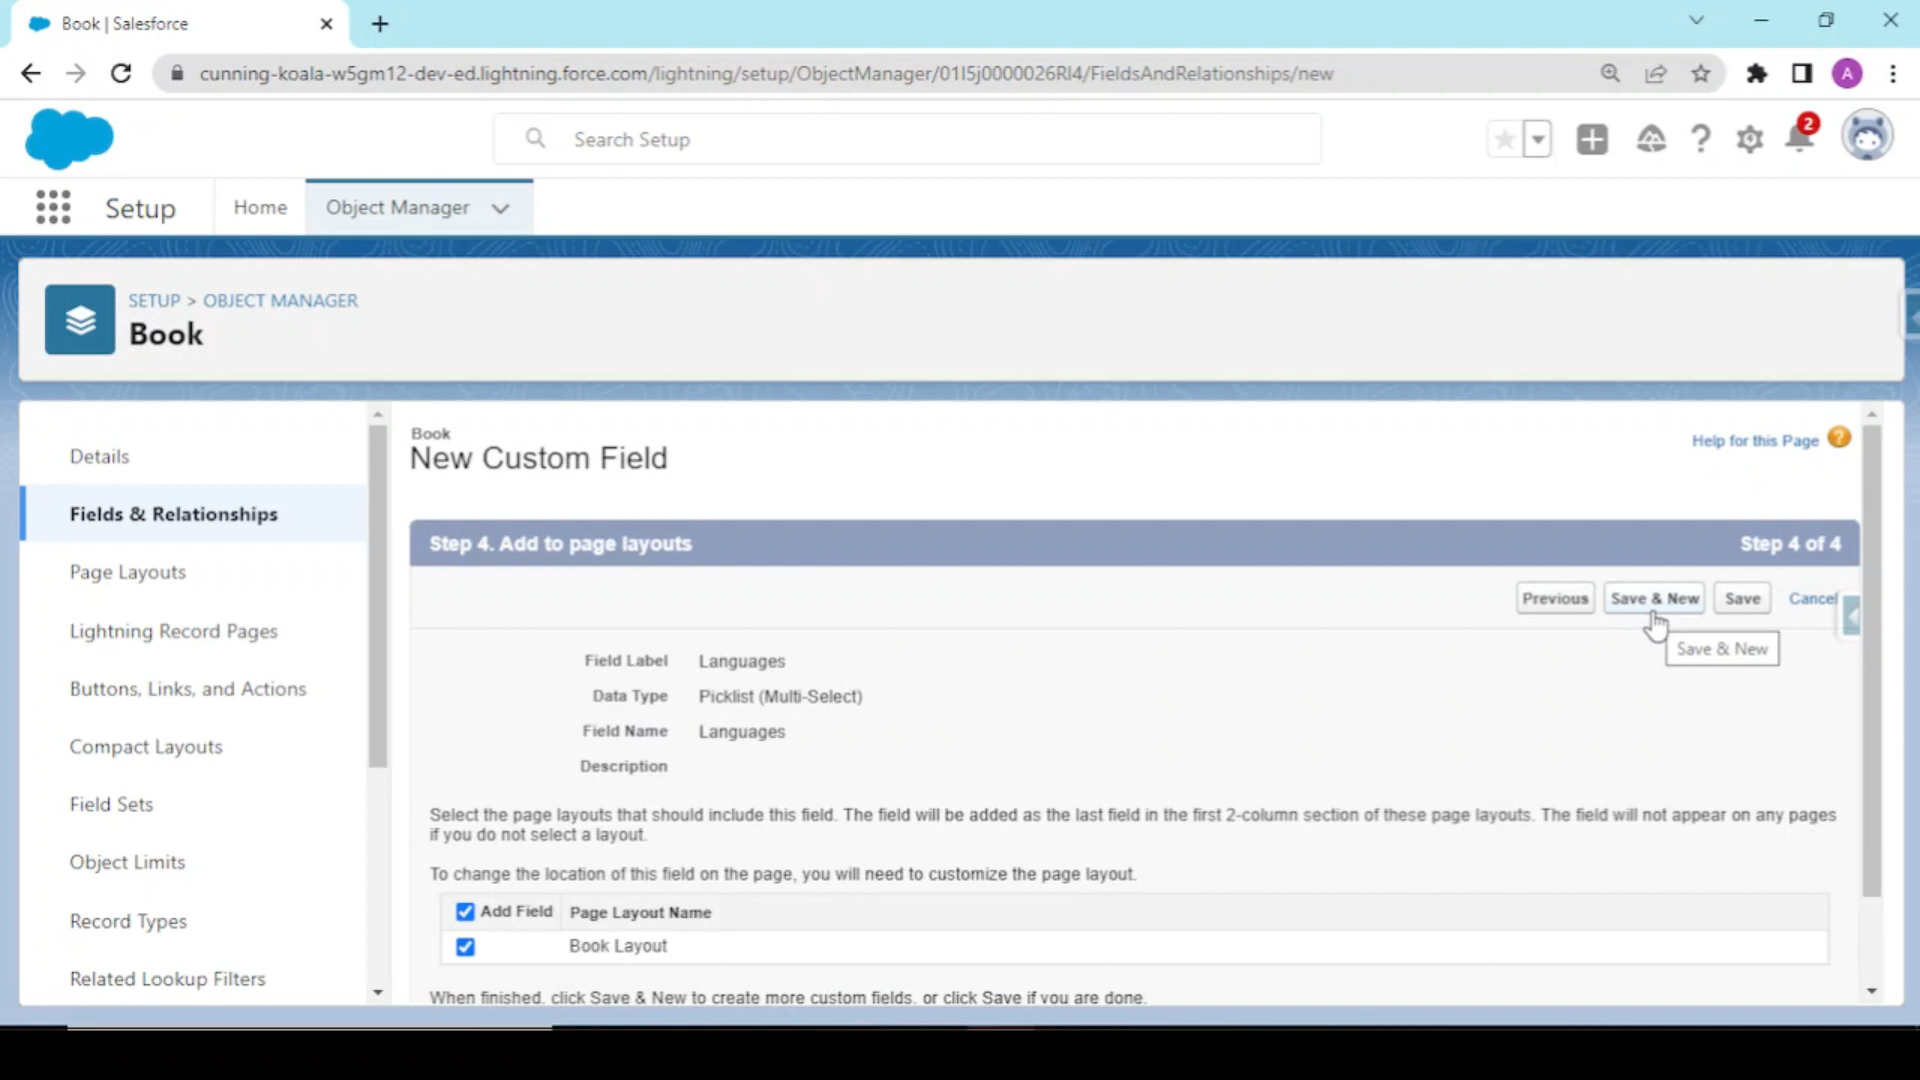 Book | Salesforce
cunning-koala-w5gm12-dev-ed.lightning.force.com/lightning/setup/ObjectManager/01I5j0000026RI4/FieldsAndRelationships/new
A
Search Setup
2
Setup
Home
Object Manager
SETUP > OBJECT MANAGER
Book
Details
Fields & Relationships
Page Layouts
Lightning Record Pages
Buttons, Links, and Actions
Compact Layouts
Field Sets
Object Limits
Record Types
Related Lookup Filters
Book
New Custom Field
Help for this Page
Step 4. Add to page layouts
Step 4 of 4
Previous
Save & New
Save
Cancel
Save & New
Field Label Languages
Data Type Picklist (Multi-Select)
Field Name Languages
Description
Select the page layouts that should include this field. The field will be added as the last field in the first 2-column section of these page layouts. The field will not appear on any pages
if you do not select a layout.
To change the location of this field on the page, you will need to customize the page layout.
Add Field Page Layout Name
Book Layout
When finished, click Save & New to create more custom fields, or click Save if you are done.